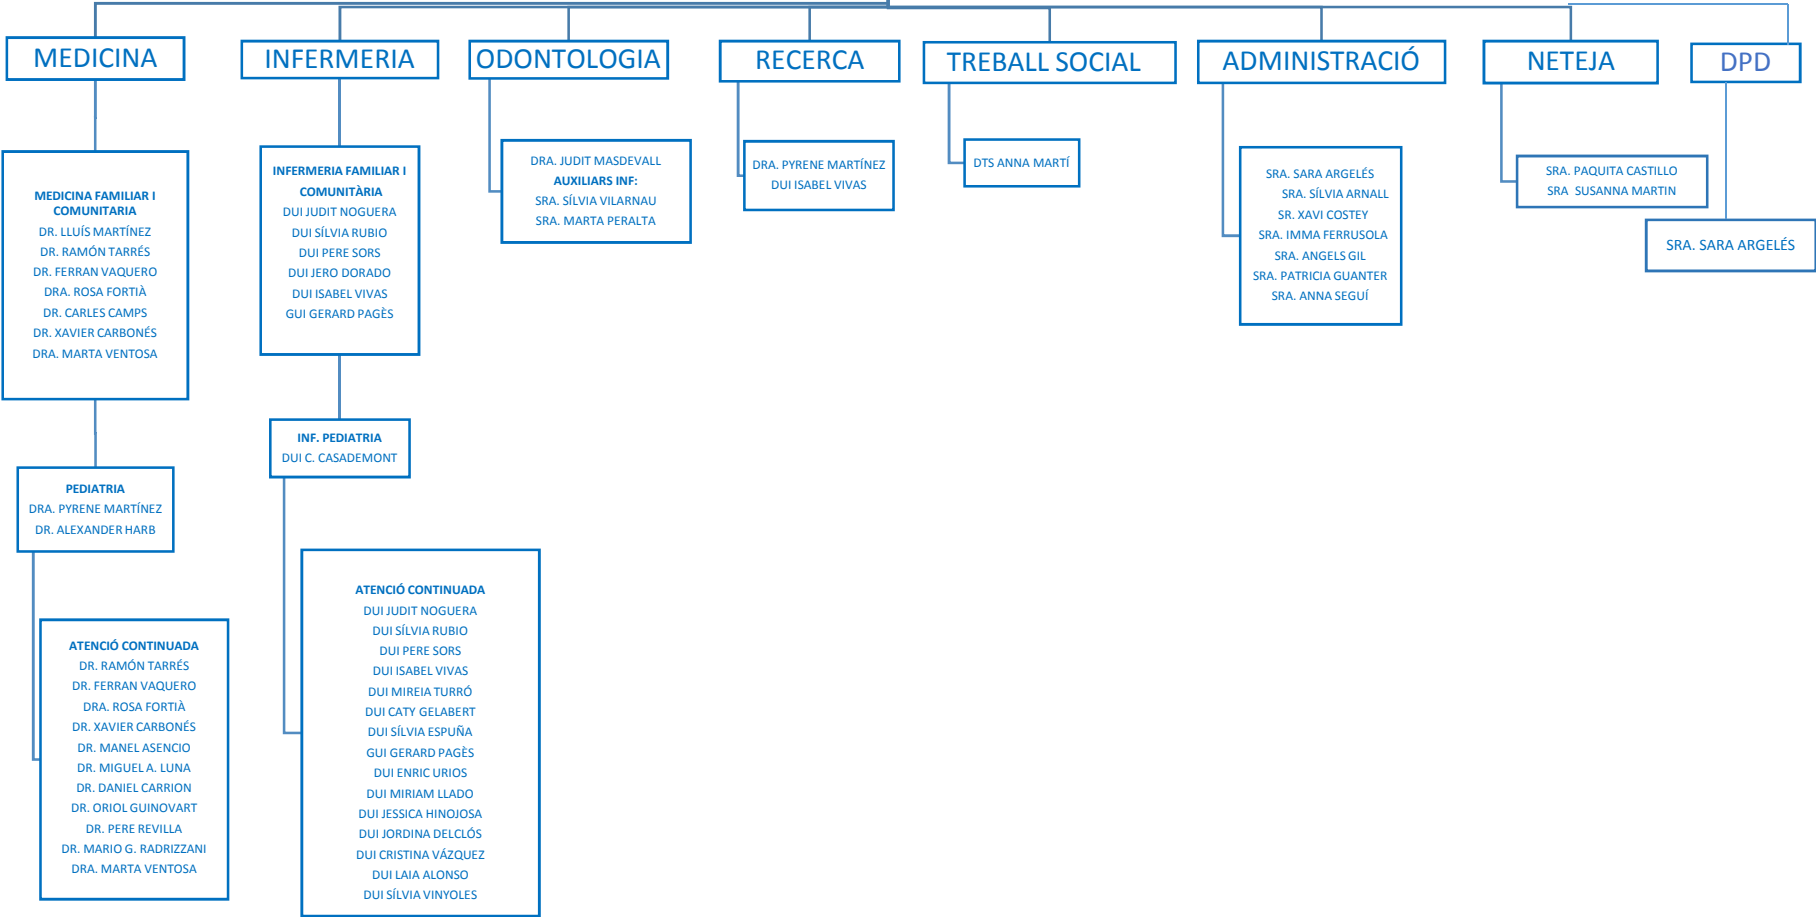 MEDICINA
INFERMERIA
ODONTOLOGIA
RECERCA
TREBALL SOCIAL
ADMINISTRACIÓ
NETEJA
DPD
MEDICINA FAMILIAR I
COMUNITARIA
DR. LLUÍS MARTÍNEZ
DR. RAMÓN TARRÉS
DR. FERRAN VAQUERO
DRA. ROSA FORTIÀ
DR. CARLES CAMPS
DR. XAVIER CARBONÉS
DRA. MARTA VENTOSA
PEDIATRIA
DRA. PYRENE MARTÍNEZ
DR. ALEXANDER HARB
ATENCIÓ CONTINUADA
DR. RAMÓN TARRÉS
DR. FERRAN VAQUERO
DRA. ROSA FORTIÀ
DR. XAVIER CARBONÉS
DR. MANEL ASENCIO
DR. MIGUEL A. LUNA
DR. DANIEL CARRION
DR. ORIOL GUINOVART
DR. PERE REVILLA
DR. MARIO G. RADRIZZANI
DRA. MARTA VENTOSA
INFERMERIA FAMILIAR I
COMUNITÀRIA
DUI JUDIT NOGUERA
DUI SÍLVIA RUBIO
DUI PERE SORS
DUI JERO DORADO
DUI ISABEL VIVAS
GUI GERARD PAGÈS
INF. PEDIATRIA
DUI C. CASADEMONT
ATENCIÓ CONTINUADA
DUI JUDIT NOGUERA
DUI SÍLVIA RUBIO
DUI PERE SORS
DUI ISABEL VIVAS
DUI MIREIA TURRÓ
DUI CATY GELABERT
DUI SÍLVIA ESPUÑA
GUI GERARD PAGÈS
DUI ENRIC URIOS
DUI MIRIAM LLADO
DUI JESSICA HINOJOSA
DUI JORDINA DELCLÓS
DUI CRISTINA VÁZQUEZ
DUI LAIA ALONSO
DUI SÍLVIA VINYOLES
DRA. JUDIT MASDEVALL
AUXILIARS INF:
SRA. SÍLVIA VILARNAU
SRA. MARTA PERALTA
DRA. PYRENE MARTÍNEZ
DUI ISABEL VIVAS
DTS ANNA MARTÍ
SRA. SARA ARGELÉS
SRA. SÍLVIA ARNALL
SR. XAVI COSTEY
SRA. IMMA FERRUSOLA
SRA. ANGELS GIL
SRA. PATRICIA GUANTER
SRA. ANNA SEGUÍ
SRA. PAQUITA CASTILLO
SRA SUSANNA MARTIN
SRA. SARA ARGELÉS